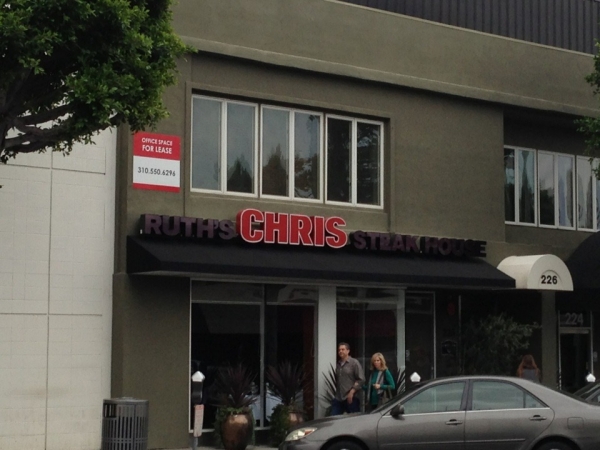 OFFICE SPACE
FOR LEASE
310.550.6296
RUTH'S CHRIS STEAK HOUSE
226
224